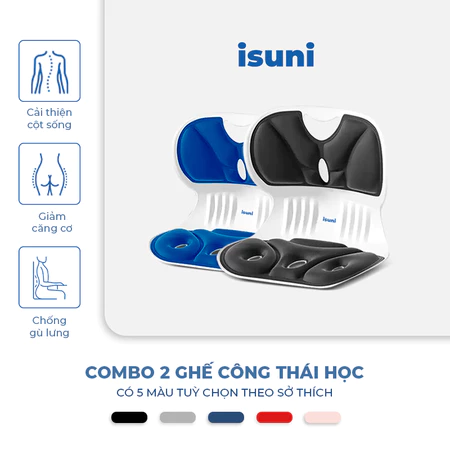 isuni
Cải thiện
cột sống
Giảm
căng cơ
Chống
gù lưng
isuni
COMBO 2 GHẾ CÔNG THÁI HỌC
CÓ 5 MÀU TUỲ CHỌN THEO SỞ THÍCH